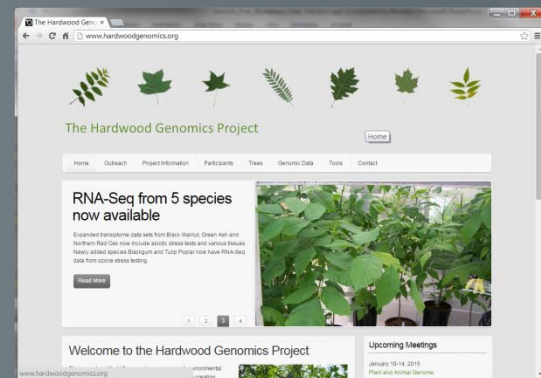 The Hardwood Geno
www.hardwoodgenomics.org
The Hardwood Genomics Project
Home
Home Outreach Project Information Participants Trees Genomic Data Tools Contact
RNA-Seq from 5 species
now available
Expanded transiptome data sets from Black Walnut, Green Ash and
Northern Red Oak now include abiotic stress tests and various tissues.
Newly added species Blackgum and Tulip Poplar now have RNA-Seq
data from ozone stress testing.
Read More
1 2 3 4
Welcome to the Hardwood Genomics Project
Upcoming Meetings
January 10-14, 2015
Plant and Animal Genome
www.hardwoodgenomics.org